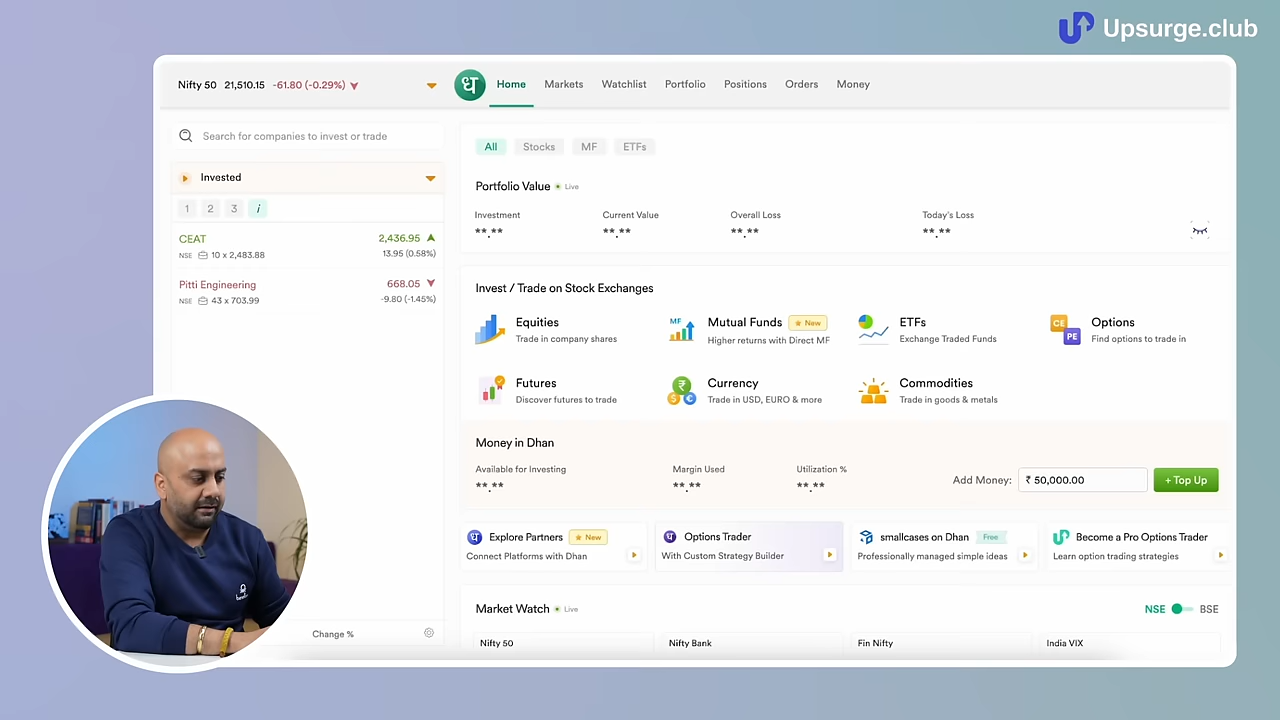 Upsurge.club
Nifty 50 21,510.15 -61.80 (-0.29%)
ध Home Markets Watchlist Portfolio Positions Orders Money
Search for companies to invest or trade
Invested
1 2 3 i
CEAT 2,436.95
NSE 10 x 2,483.88 13.95 (0.58%)
Pitti Engineering 668.05
NSE 43 x 703.99 -9.80 (-1.45%)
Change %
All Stocks MF ETFs
Portfolio Value Live
Investment Current Value Overall Loss Today's Loss
**.** **.** **.** **.**
Invest / Trade on Stock Exchanges
Equities
Trade in company shares
MF
Mutual Funds New
Higher returns with Direct MF
ETFs
Exchange Traded Funds
CE
PE
Options
Find options to trade in
Futures
Discover futures to trade
Currency
Trade in USD, EURO & more
Commodities
Trade in goods & metals
Money in Dhan
Available for Investing Margin Used Utilization %
**.** **.** **.**
Add Money: ₹ 50,000.00 + Top Up
Explore Partners New
Connect Platforms with Dhan
Options Trader
With Custom Strategy Builder
smallcases on Dhan Free
Professionally managed simple ideas
Become a Pro Options Trader
Learn option trading strategies
Market Watch Live NSE BSE
Nifty 50 Nifty Bank Fin Nifty India VIX